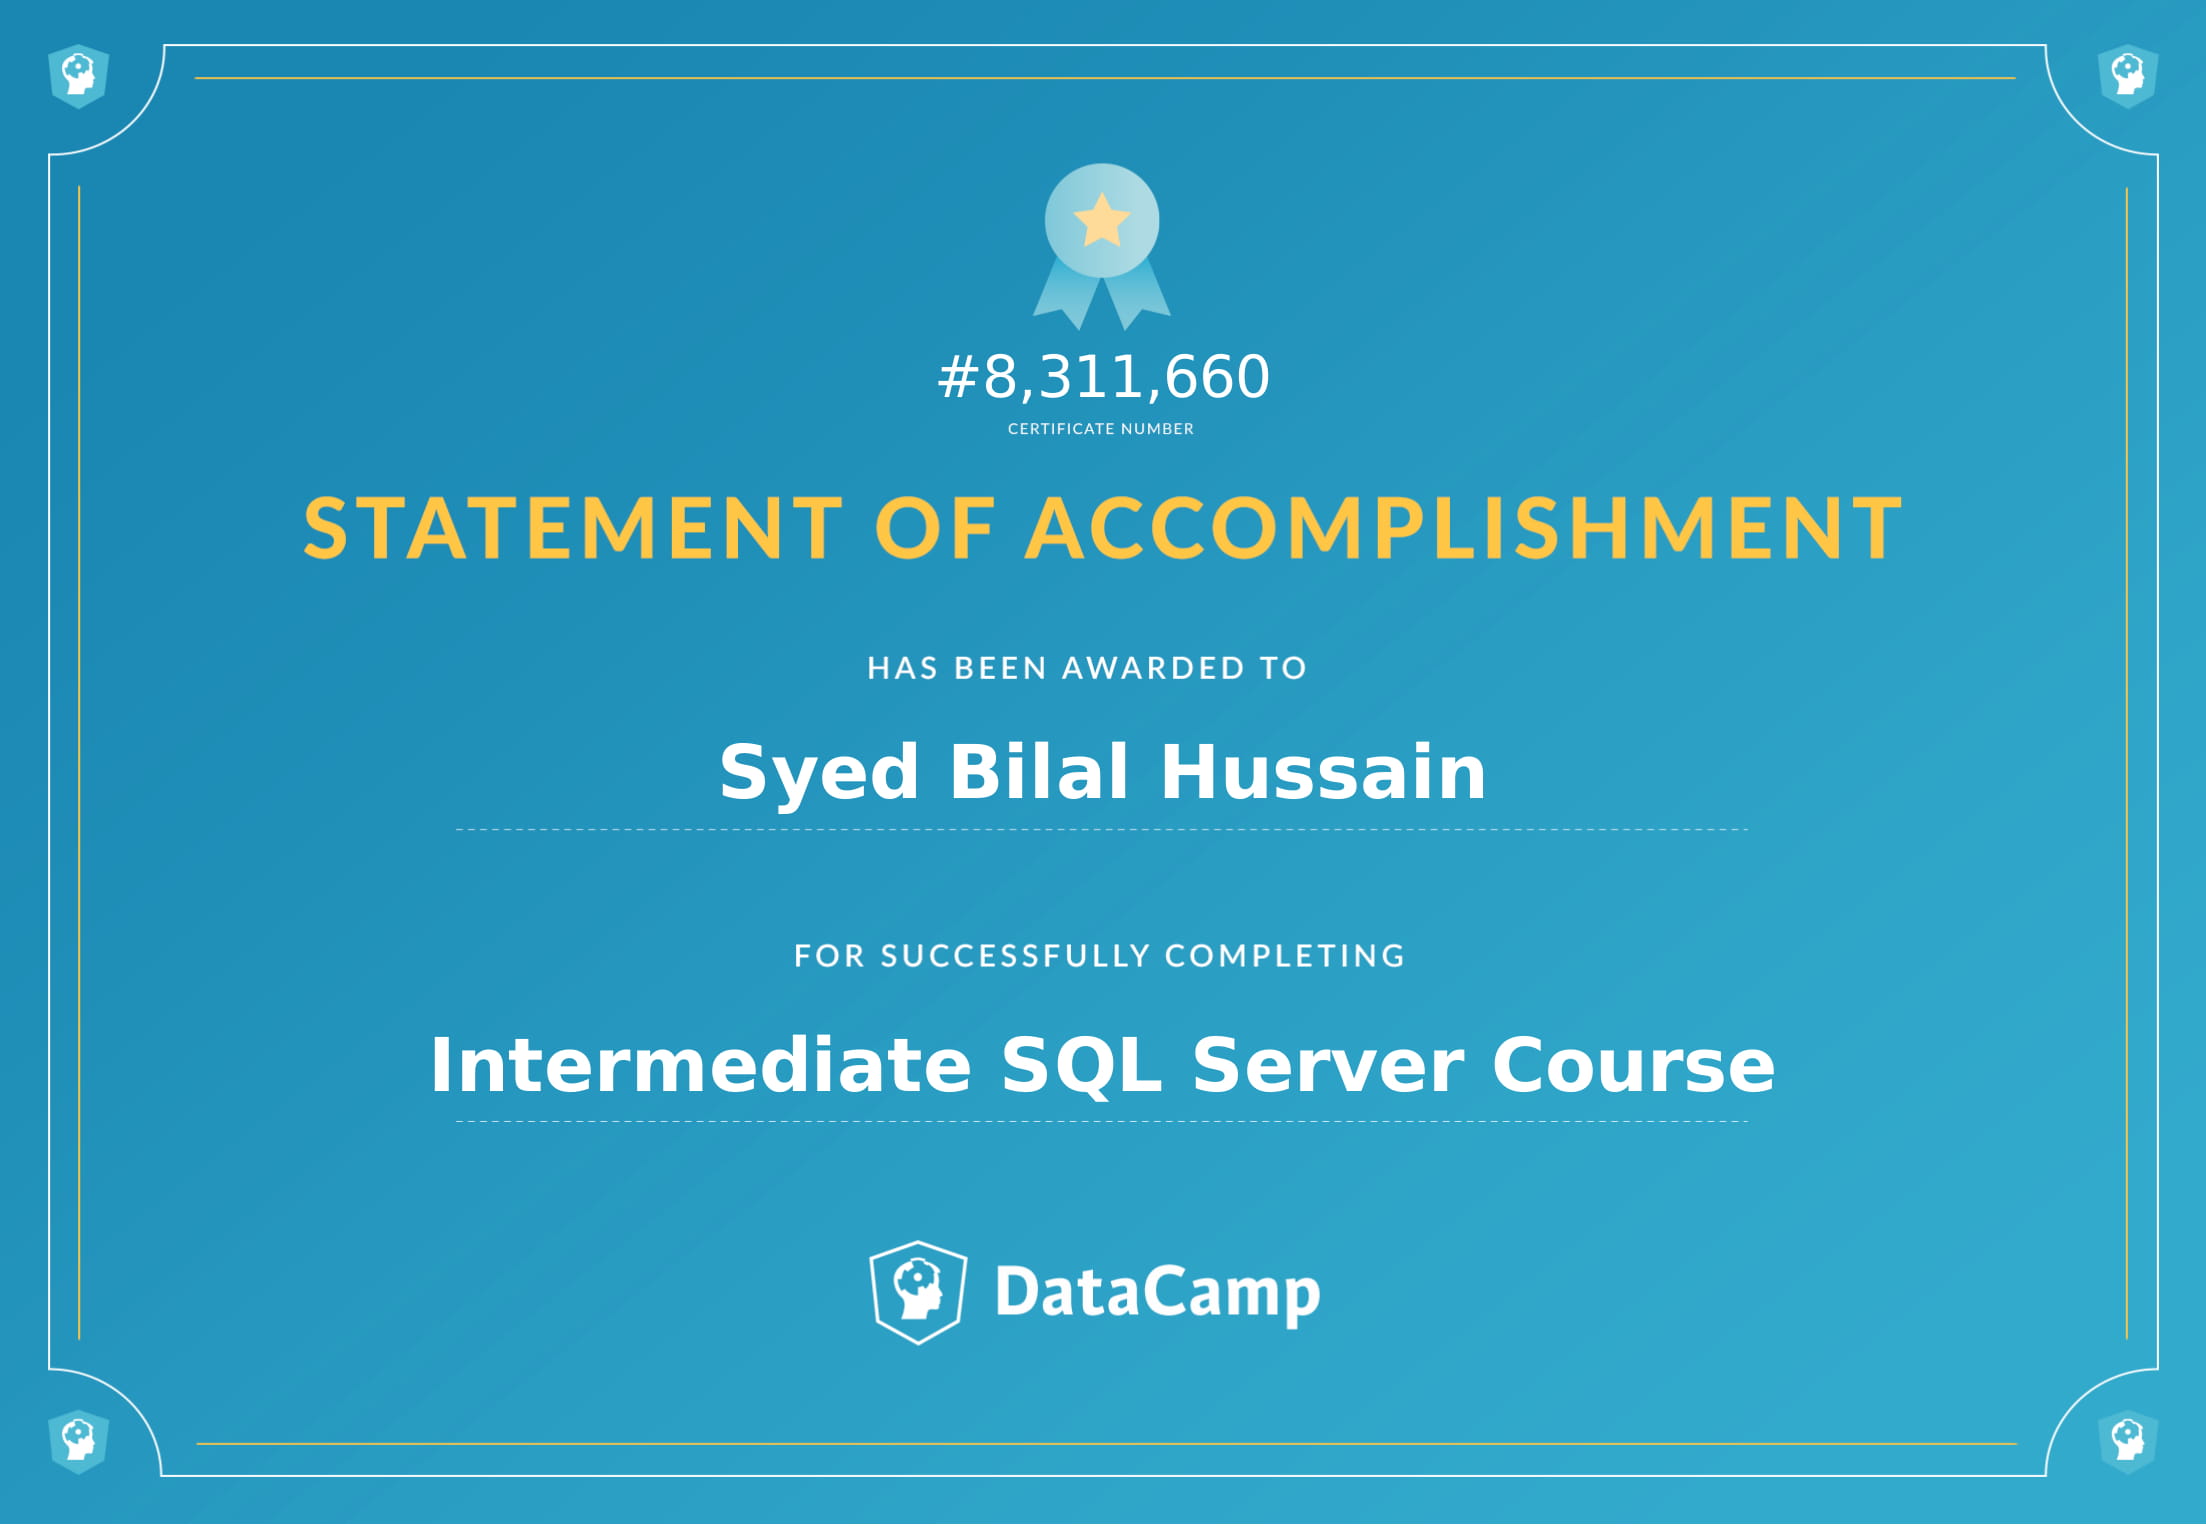 #8,311,660
CERTIFICATE NUMBER
STATEMENT OF ACCOMPLISHMENT
HAS BEEN AWARDED TO
Syed Bilal Hussain
FOR SUCCESSFULLY COMPLETING
Intermediate SQL Server Course
DataCamp